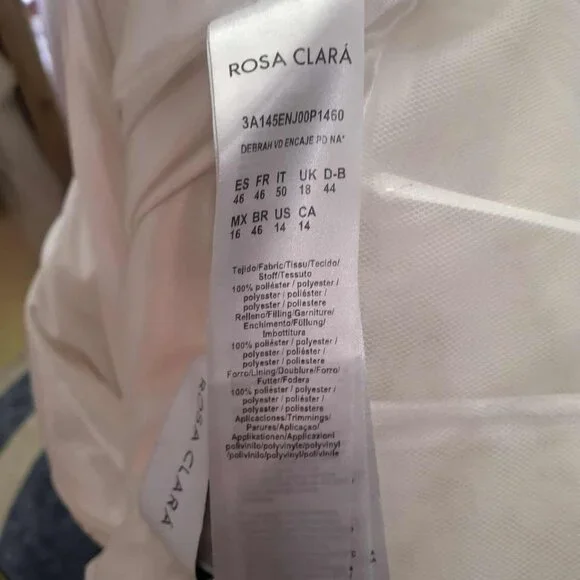 ROSA CLARÁ
3A145ENJ00P1460
DEBRAH VD ENCAJE PD NA*
ES FR IT UK D-B
46 46 50 18 44
MX BR US CA
16 46 14 14
Tejido/Fabric/Tissu/Tecido/
Stoff/Tessuto
100% poliéster / polyester /
polyester / poliéster /
polyester / poliestere
Relleno/Filling/Garniture/
Enchimento/Füllung/
Imbottitura
100% poliéster / polyester /
polyester / poliéster /
polyester / poliestere
Forro/Lining/Doublure/Forro/
Futter/Fodera
100% poliéster / polyester /
polyester / poliéster /
polyester / poliestere
Aplicaciones/Trimmings/
Parures/Aplicaçao/
Applikationen/Applicazioni
polivinilo/polyvinyle/polyvinyl
/polivinilo/polyvinyl/polivinile
ROSA CLARÁ